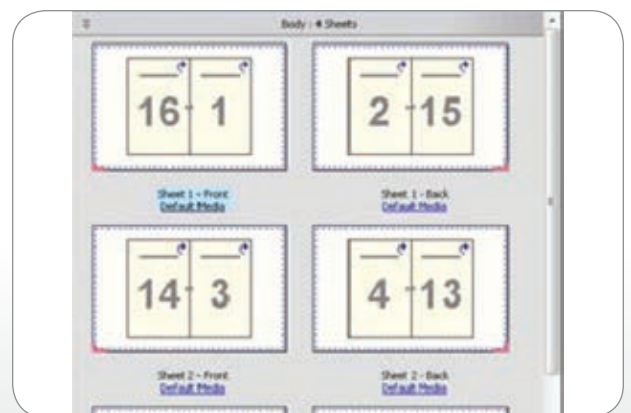 Body : 4 Sheets
16 1
2 15
Sheet 1 - Front
Default Media
Sheet 1 - Back
Default Media
14 3
4 13
Sheet 2 - Front
Default Media
Sheet 2 - Back
Default Media